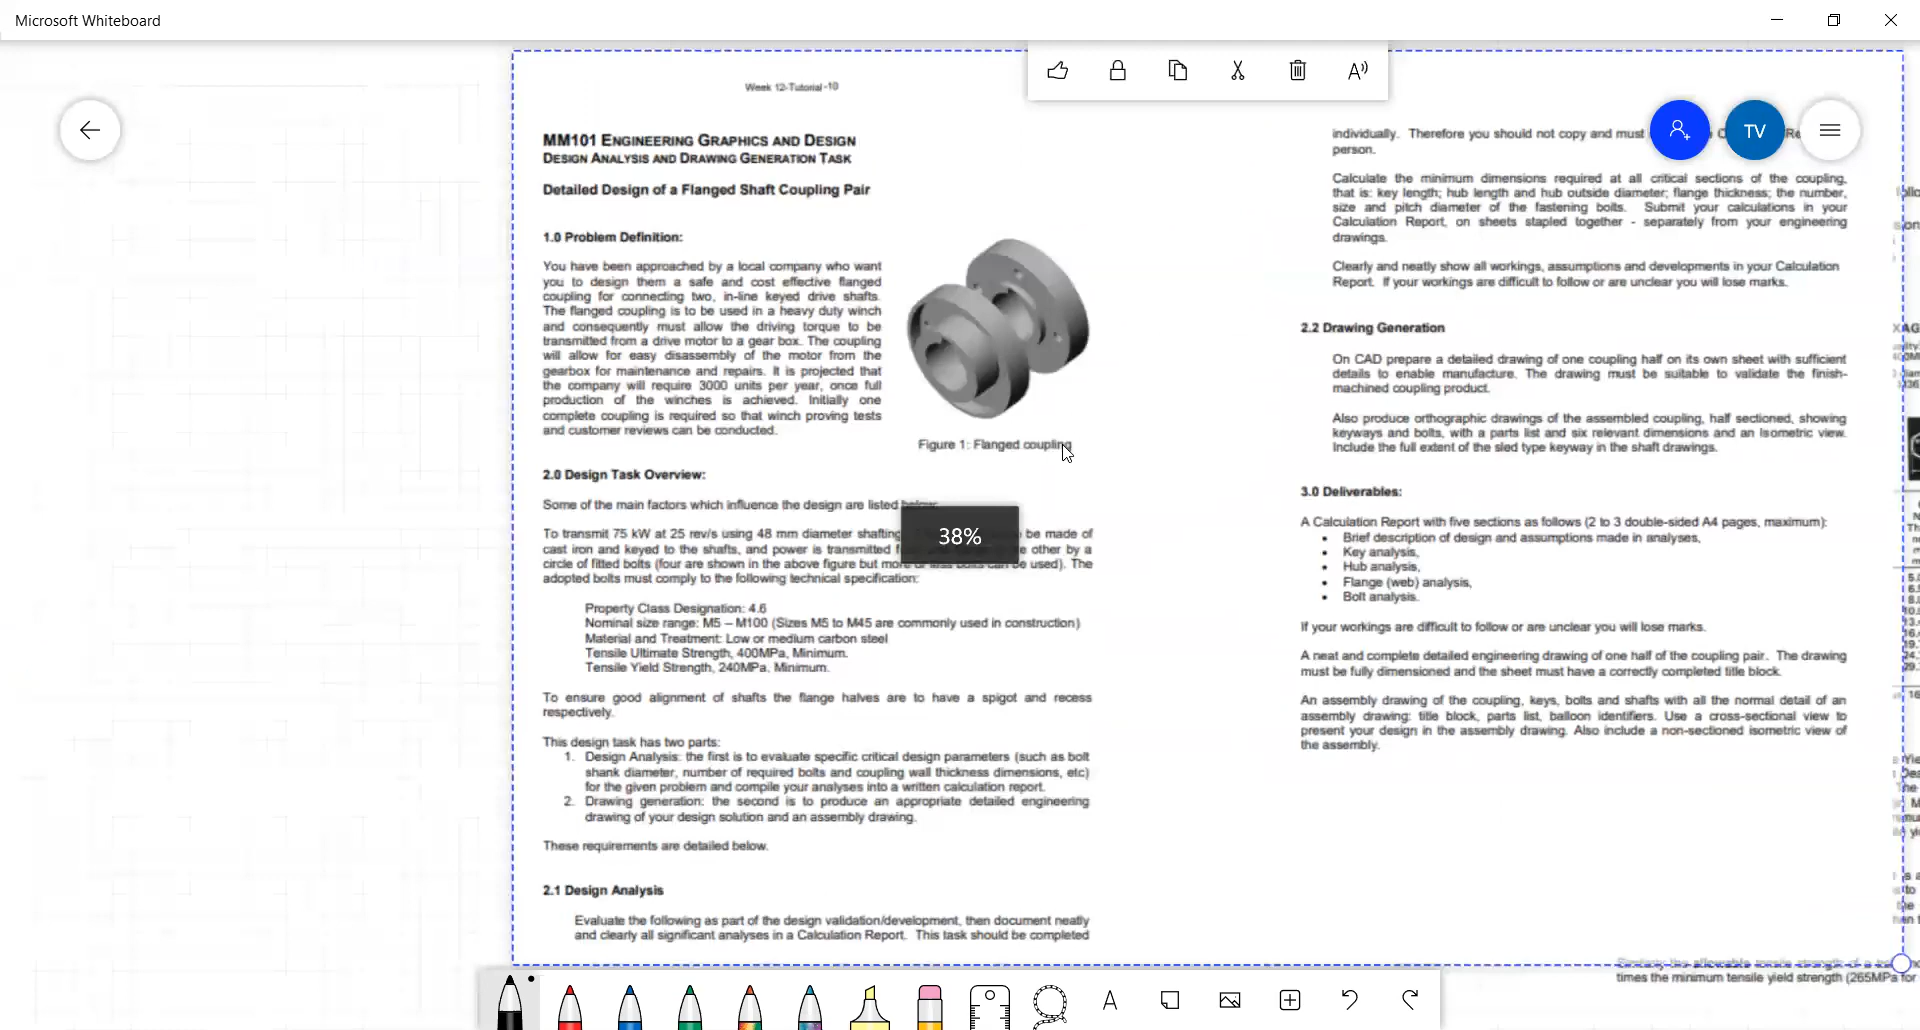 Microsoft Whiteboard
Week 12-Tutorial -10
MM101 ENGINEERING GRAPHICS AND DESIGN
DESIGN ANALYSIS AND DRAWING GENERATION TASK
Detailed Design of a Flanged Shaft Coupling Pair
1.0 Problem Definition:
You have been approached by a local company who want
you to design them a safe and cost effective flanged
coupling for connecting two, in-line keyed drive shafts.
The flanged coupling is to be used in a heavy duty winch
and consequently must allow the driving torque to be
transmitted from a drive motor to a gear box. The coupling
will allow for easy disassembly of the motor from the
gearbox for maintenance and repairs. It is projected that
the company will require 3000 units per year, once full
production of the winches is achieved. Initially one
complete coupling is required so that winch proving tests
and customer reviews can be conducted.
Figure 1: Flanged coupling
2.0 Design Task Overview:
Some of the main factors which influence the design are listed below:
To transmit 75 kW at 25 rev/s using 48 mm diameter shafting be made of
cast iron and keyed to the shafts, and power is transmitted other by a
circle of fitted bolts (four are shown in the above figure but more or less bolts can be used). The
adopted bolts must comply to the following technical specification:
Property Class Designation: 4.6
Nominal size range: M5 – M100 (Sizes M5 to M45 are commonly used in construction)
Material and Treatment: Low or medium carbon steel
Tensile Ultimate Strength, 400MPa, Minimum.
Tensile Yield Strength, 240MPa, Minimum.
To ensure good alignment of shafts the flange halves are to have a spigot and recess
respectively.
This design task has two parts:
1. Design Analysis: the first is to evaluate specific critical design parameters (such as bolt
shank diameter, number of required bolts and coupling wall thickness dimensions, etc)
for the given problem and compile your analyses into a written calculation report.
2. Drawing generation: the second is to produce an appropriate detailed engineering
drawing of your design solution and an assembly drawing.
These requirements are detailed below.
2.1 Design Analysis
Evaluate the following as part of the design validation/development, then document neatly
and clearly all significant analyses in a Calculation Report. This task should be completed
38%
individually. Therefore you should not copy and must
person.
TV
Calculate the minimum dimensions required at all critical sections of the coupling,
that is: key length; hub length and hub outside diameter; flange thickness; the number,
size and pitch diameter of the fastening bolts. Submit your calculations in your
Calculation Report, on sheets stapled together - separately from your engineering
drawings.
Clearly and neatly show all workings, assumptions and developments in your Calculation
Report. If your workings are difficult to follow or are unclear you will lose marks.
2.2 Drawing Generation
On CAD prepare a detailed drawing of one coupling half on its own sheet with sufficient
details to enable manufacture. The drawing must be suitable to validate the finish-
machined coupling product.
Also produce orthographic drawings of the assembled coupling, half sectioned, showing
keyways and bolts, with a parts list and six relevant dimensions and an Isometric view.
Include the full extent of the sled type keyway in the shaft drawings.
3.0 Deliverables:
A Calculation Report with five sections as follows (2 to 3 double-sided A4 pages, maximum):
• Brief description of design and assumptions made in analyses,
• Key analysis,
• Hub analysis,
• Flange (web) analysis,
• Bolt analysis.
If your workings are difficult to follow or are unclear you will lose marks.
A neat and complete detailed engineering drawing of one half of the coupling pair. The drawing
must be fully dimensioned and the sheet must have a correctly completed title block.
An assembly drawing of the coupling, keys, bolts and shafts with all the normal detail of an
assembly drawing: title block, parts list, balloon identifiers. Use a cross-sectional view to
present your design in the assembly drawing. Also include a non-sectioned isometric view of
the assembly.
Similarly the allowable tensile strength of a
times the minimum tensile yield strength (265MPa for